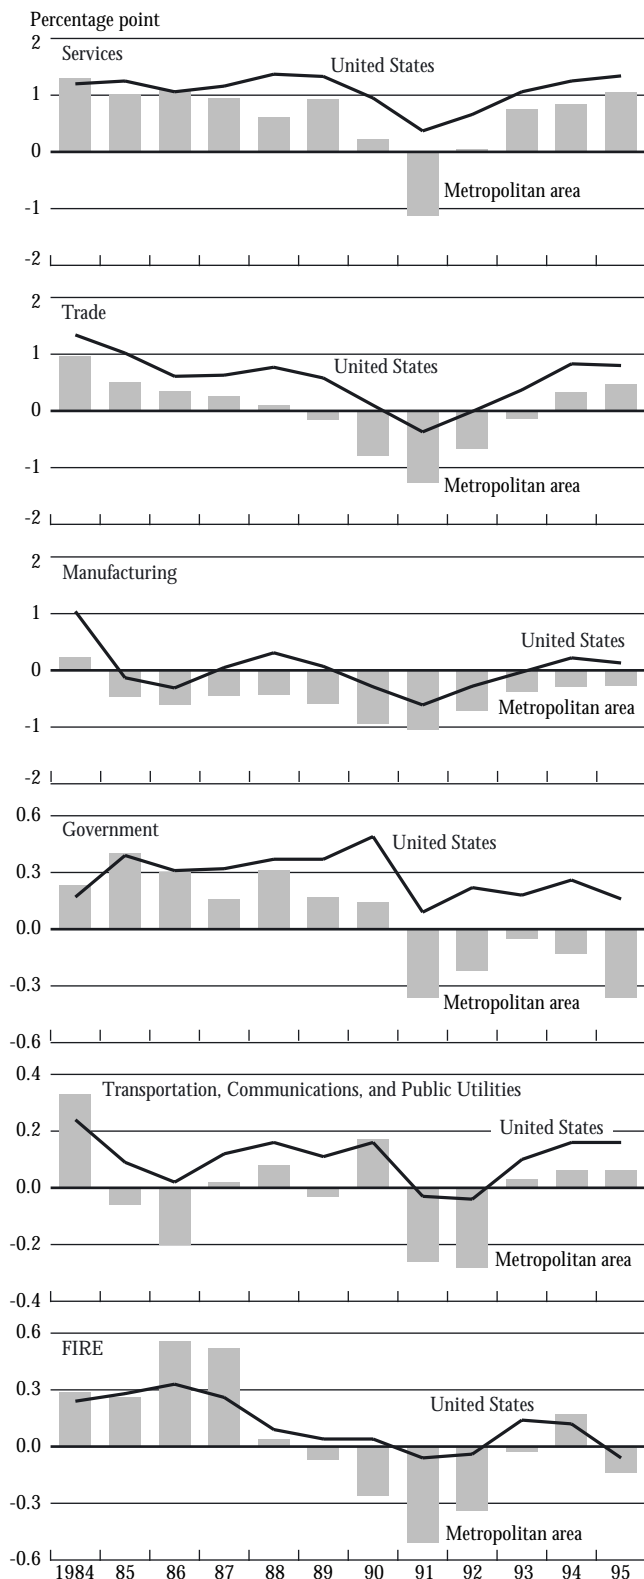 Percentage point
2
Services
United States
1
0
Metropolitan area
-1
-2
2
Trade
1
United States
0
-1
Metropolitan area
-2
2
Manufacturing
1
United States
0
Metropolitan area
-1
-2
0.6
Government
United States
0.3
0.0
-0.3
Metropolitan area
-0.6
0.4
Transportation, Communications, and Public Utilities
0.2
United States
0.0
-0.2
Metropolitan area
-0.4
0.6
FIRE
0.3
United States
0.0
-0.3
Metropolitan area
-0.6
1984 85 86 87 88 89 90 91 92 93 94 95